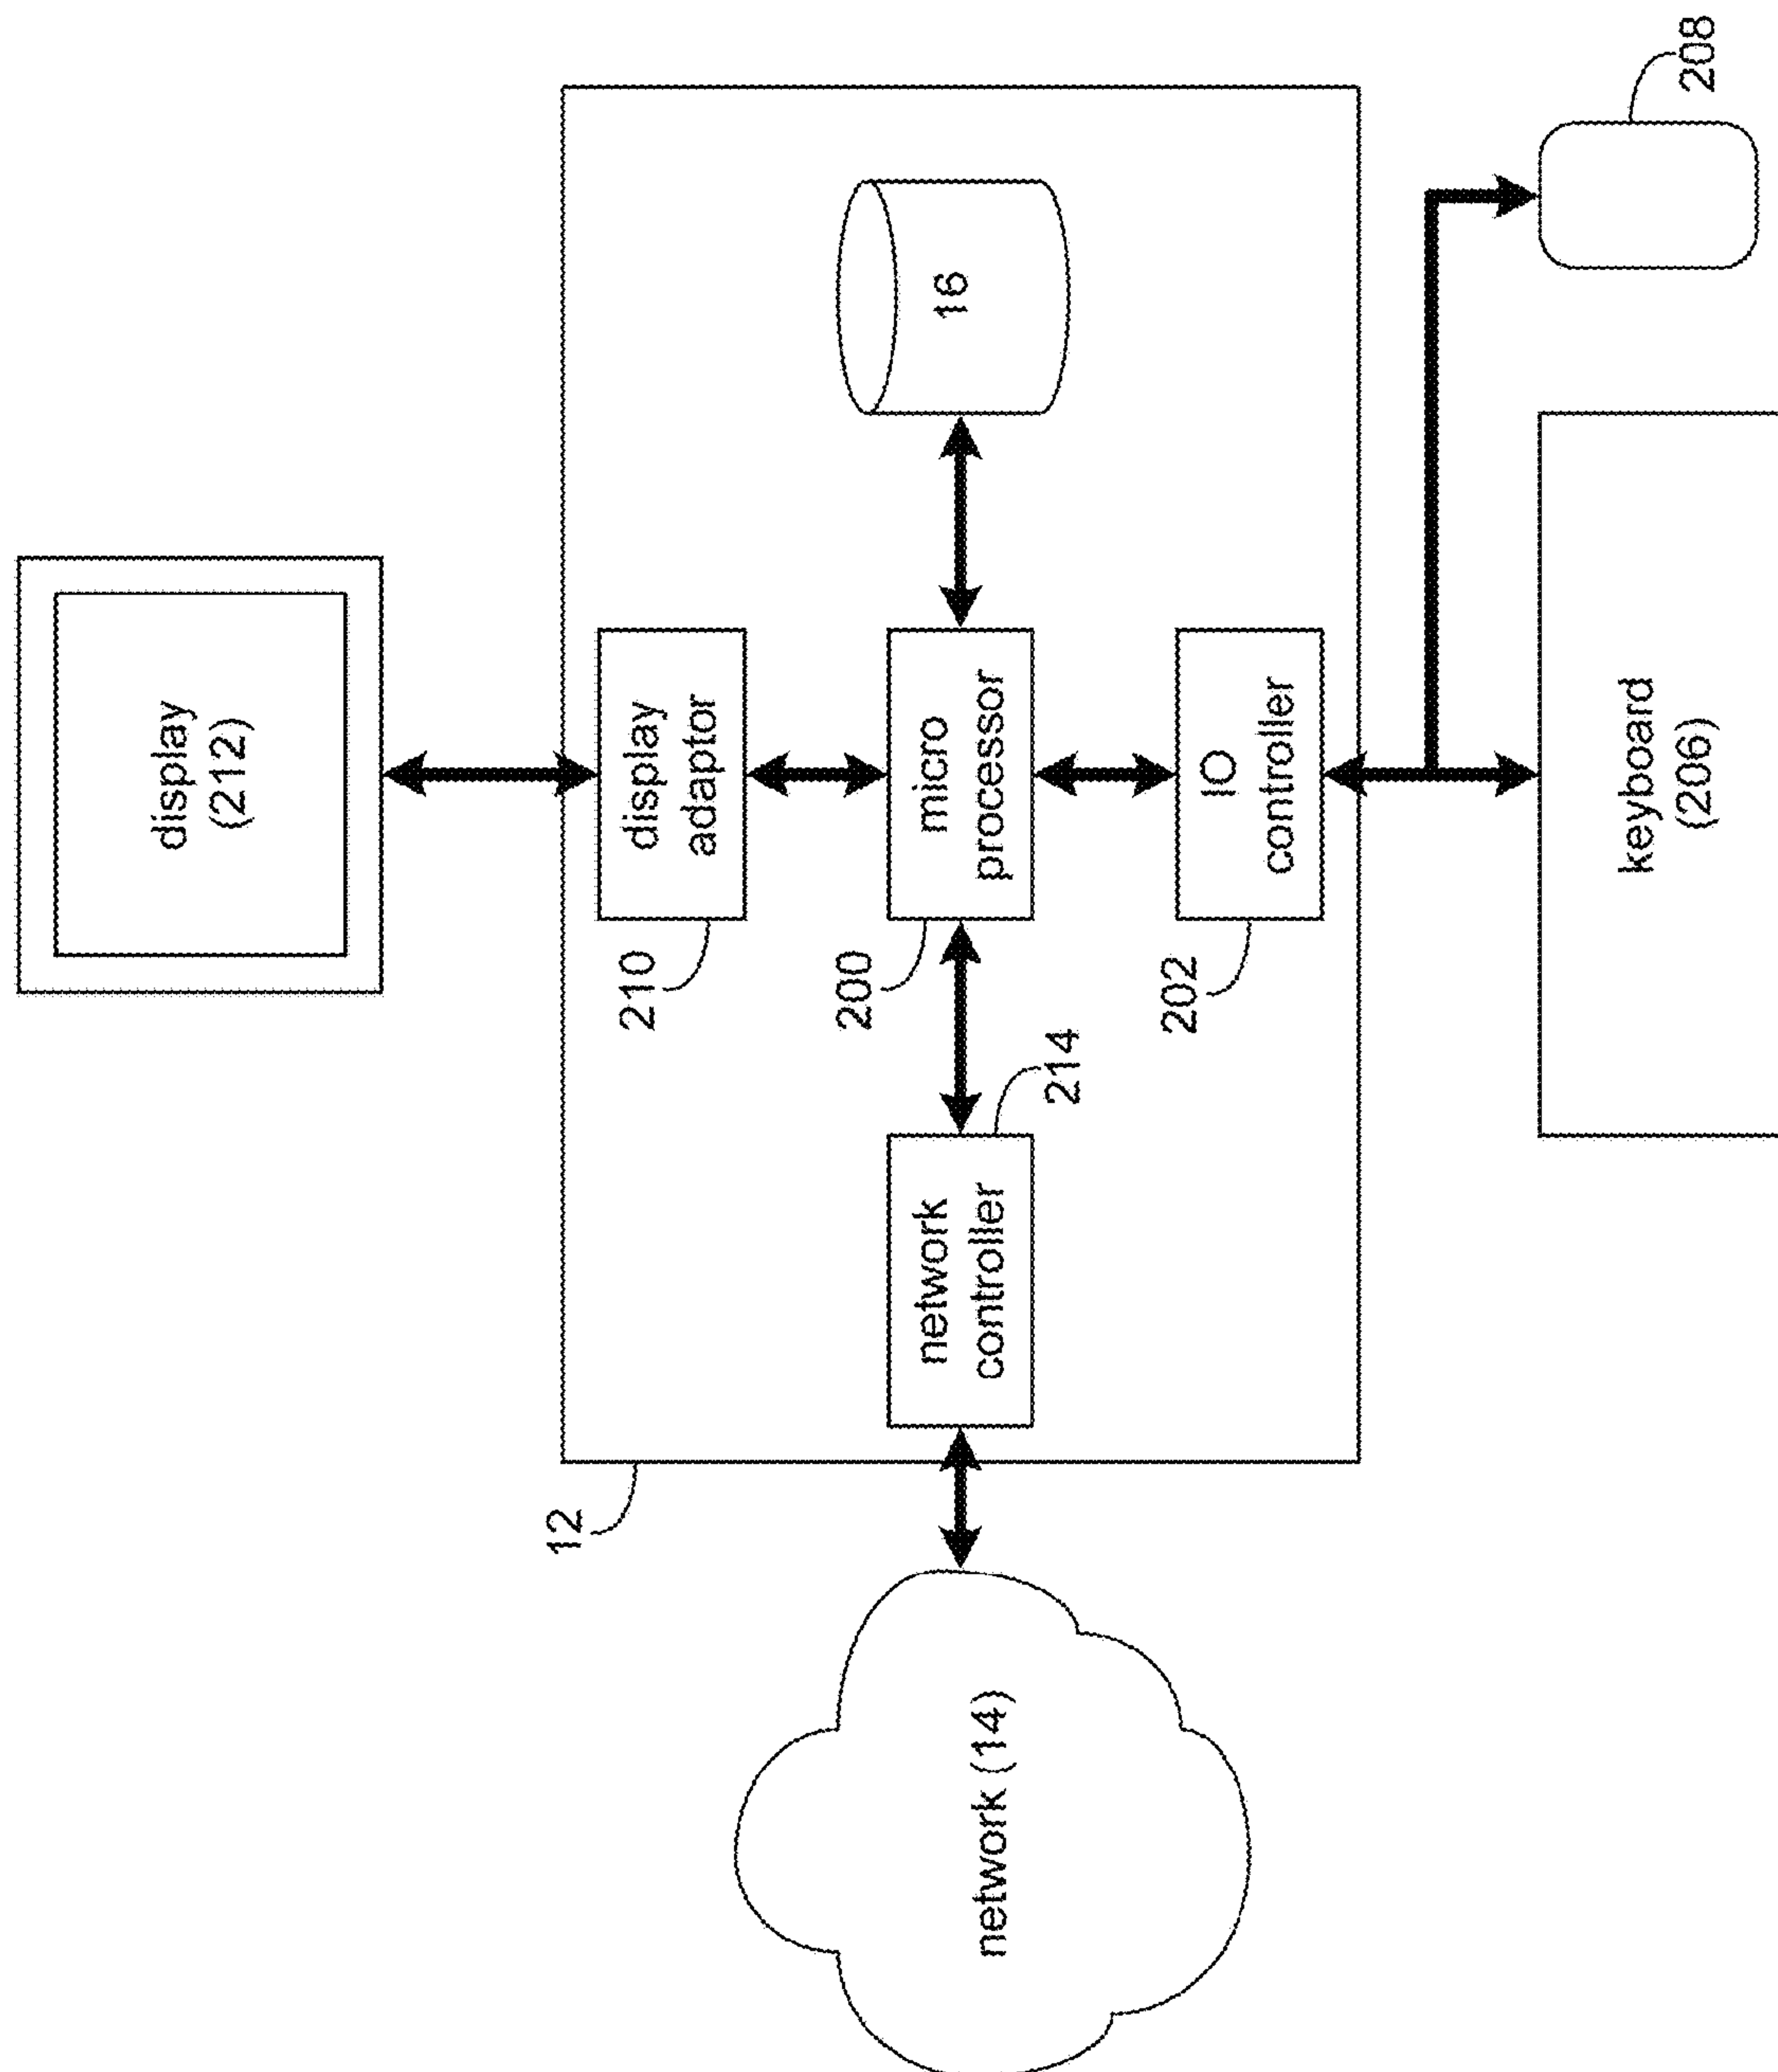 display
(212)
display
adaptor
210
micro
processor
200
16
network
controller
214
IO
controller
202
12
network (14)
keyboard
(206)
208